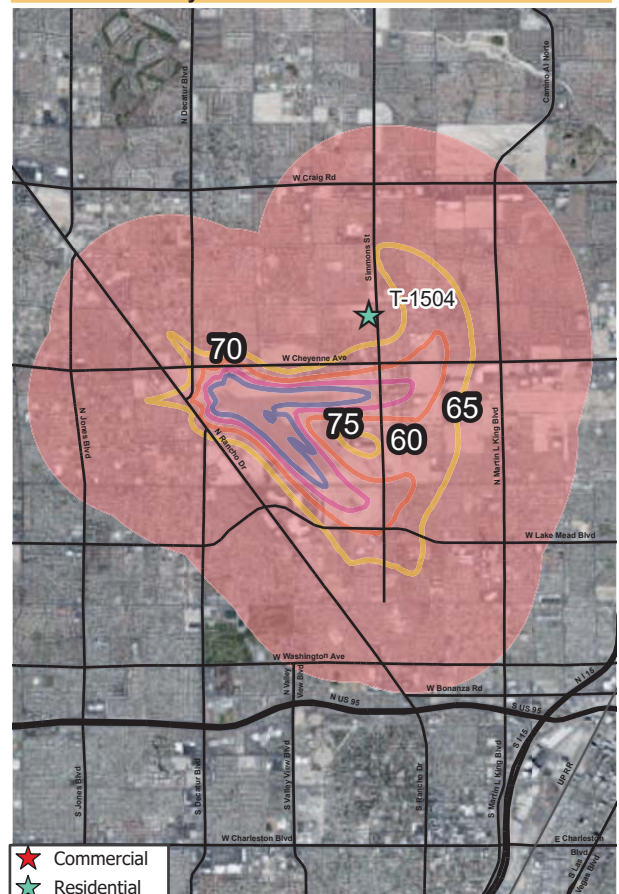 N Decatur Blvd
Camino Al Norte
W Craig Rd
Simmons St
T-1504
70
W Cheyenne Ave
65
75
60
N Jones Blvd
N Rancho Dr
N Martin L King Blvd
W Lake Mead Blvd
W Washington Ave
N Valley
View Blvd
W Bonanza Rd
N I 15
N US 95
S US 95
S I 15
UP RR
S Jones Blvd
S Decatur Blvd
S Valley View Blvd
S Rancho Dr
S Martin L King Blvd
W Charleston Blvd
E Charleston
Blvd
S Las
Vegas Blvd
Commercial
Residential